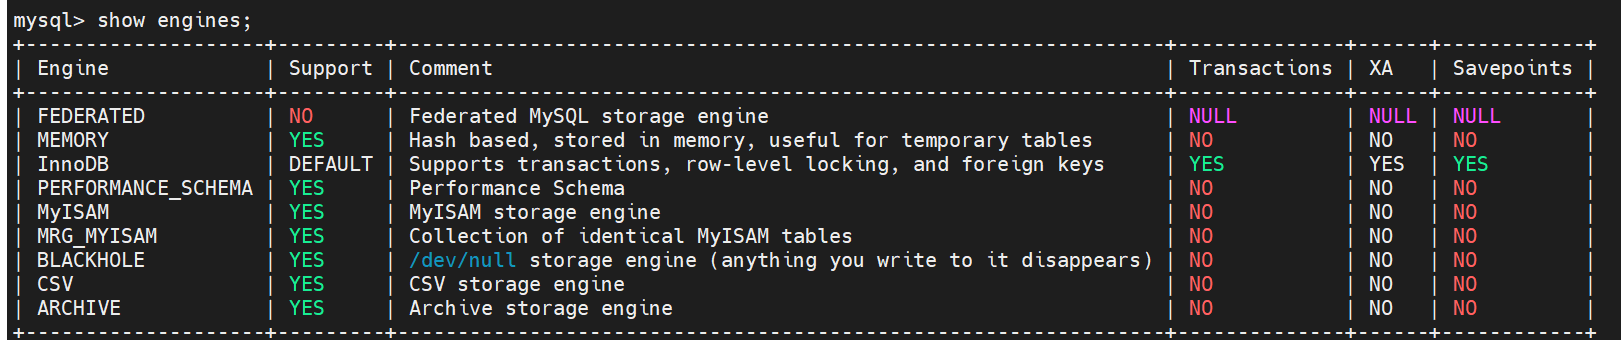 mysql> show engines;
+--------------------+---------+----------------------------------------------------------------+--------------+------+------------+
| Engine             | Support | Comment                                                        | Transactions | XA   | Savepoints |
+--------------------+---------+----------------------------------------------------------------+--------------+------+------------+
| FEDERATED          | NO      | Federated MySQL storage engine                                 | NULL         | NULL | NULL       |
| MEMORY             | YES     | Hash based, stored in memory, useful for temporary tables      | NO           | NO   | NO         |
| InnoDB             | DEFAULT | Supports transactions, row-level locking, and foreign keys     | YES          | YES  | YES        |
| PERFORMANCE_SCHEMA | YES     | Performance Schema                                             | NO           | NO   | NO         |
| MyISAM             | YES     | MyISAM storage engine                                          | NO           | NO   | NO         |
| MRG_MYISAM         | YES     | Collection of identical MyISAM tables                          | NO           | NO   | NO         |
| BLACKHOLE          | YES     | /dev/null storage engine (anything you write to it disappears) | NO           | NO   | NO         |
| CSV                | YES     | CSV storage engine                                             | NO           | NO   | NO         |
| ARCHIVE            | YES     | Archive storage engine                                         | NO           | NO   | NO         |
+--------------------+---------+----------------------------------------------------------------+--------------+------+------------+